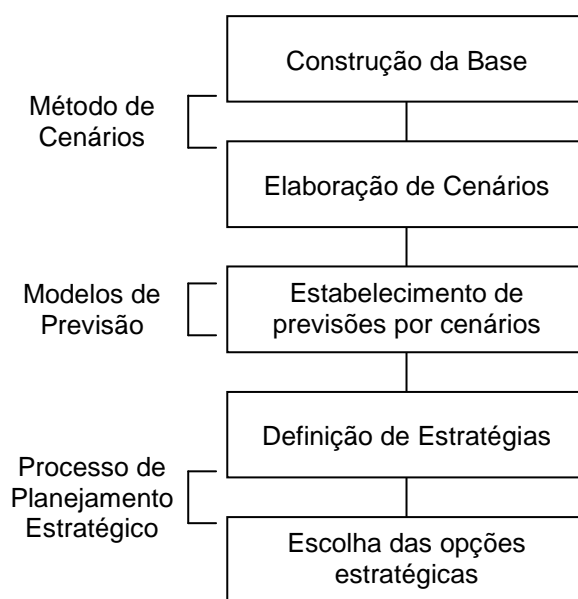 Construção da Base
Método de
Cenários
Elaboração de Cenários
Modelos de
Previsão
Estabelecimento de
previsões por cenários
Definição de Estratégias
Processo de
Planejamento
Estratégico
Escolha das opções
estratégicas